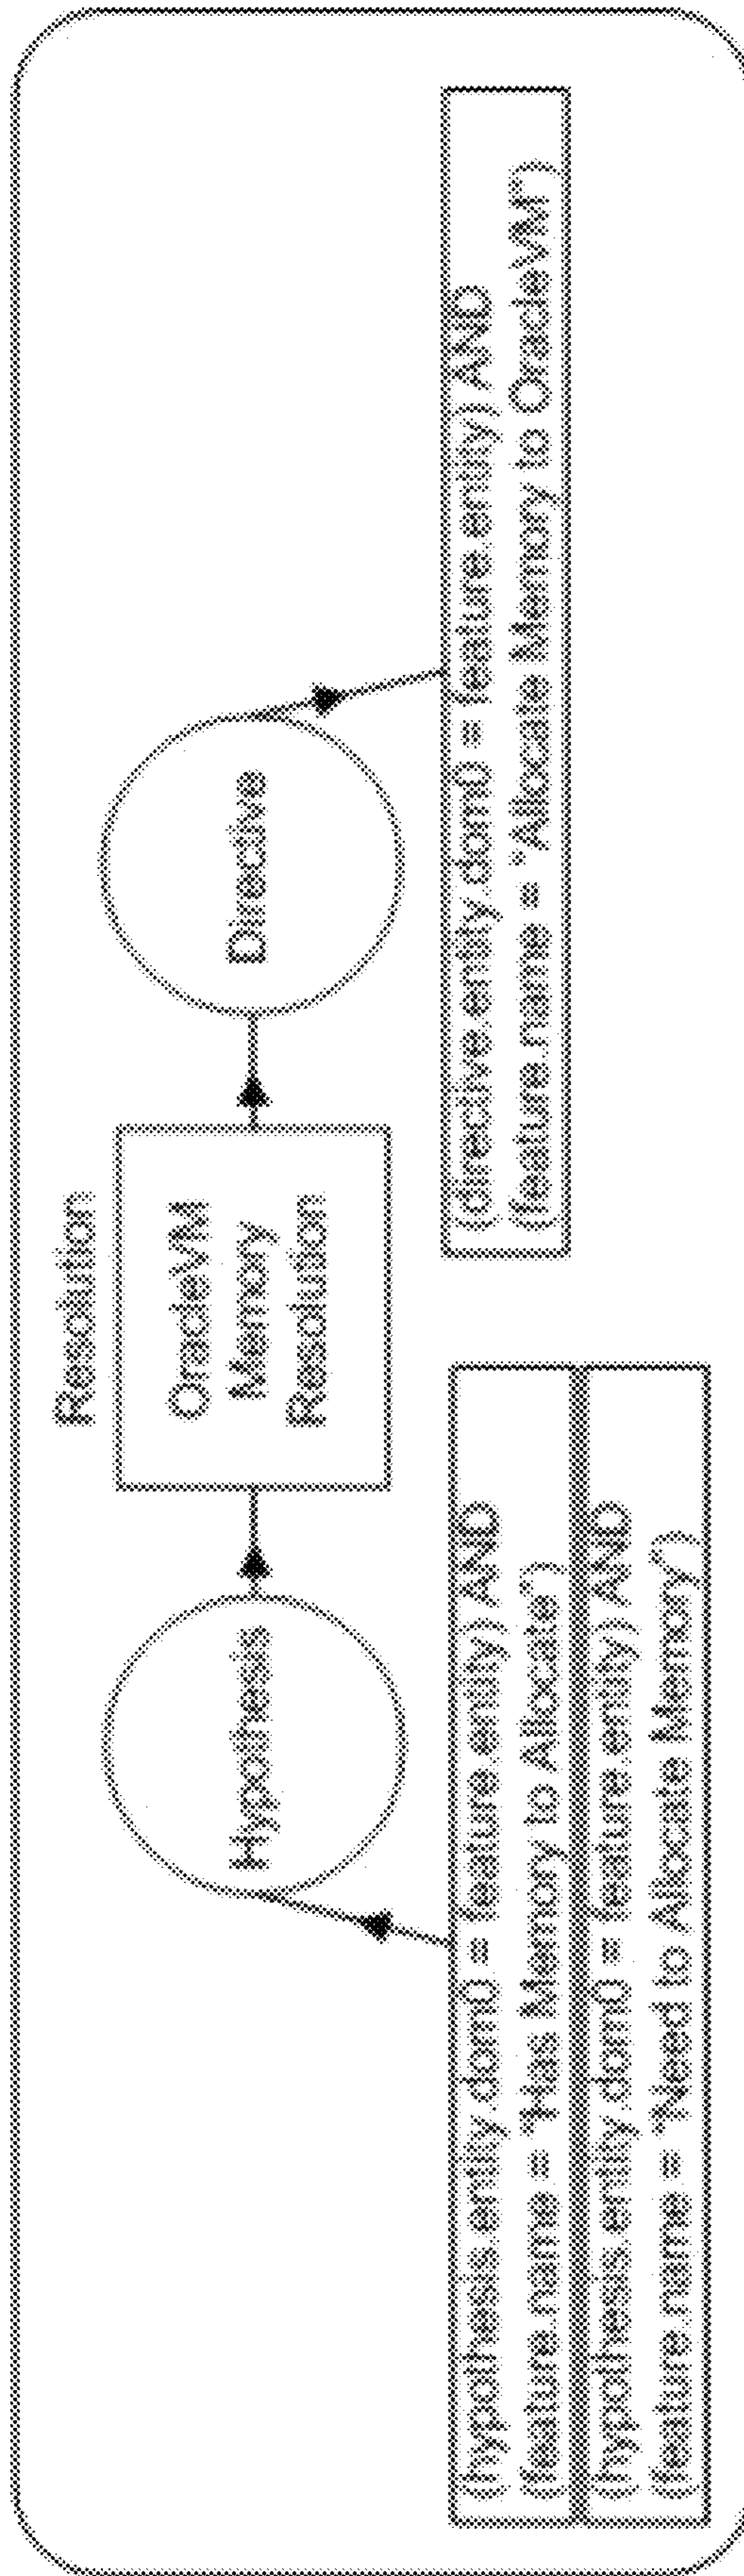 Resolution
Hypothesis
OracleVM
Memory
Resolution
Directive
(hypothesis.entity.dom0 = feature.entity) AND
(feature.name = "Has Memory to Allocate")
(hypothesis.entity.dom0 = feature.entity) AND
(feature.name = "Need to Allocate Memory")
(directive.entity.dom0 = feature.entity) AND
(feature.name = "Allocate Memory to OracleVM")